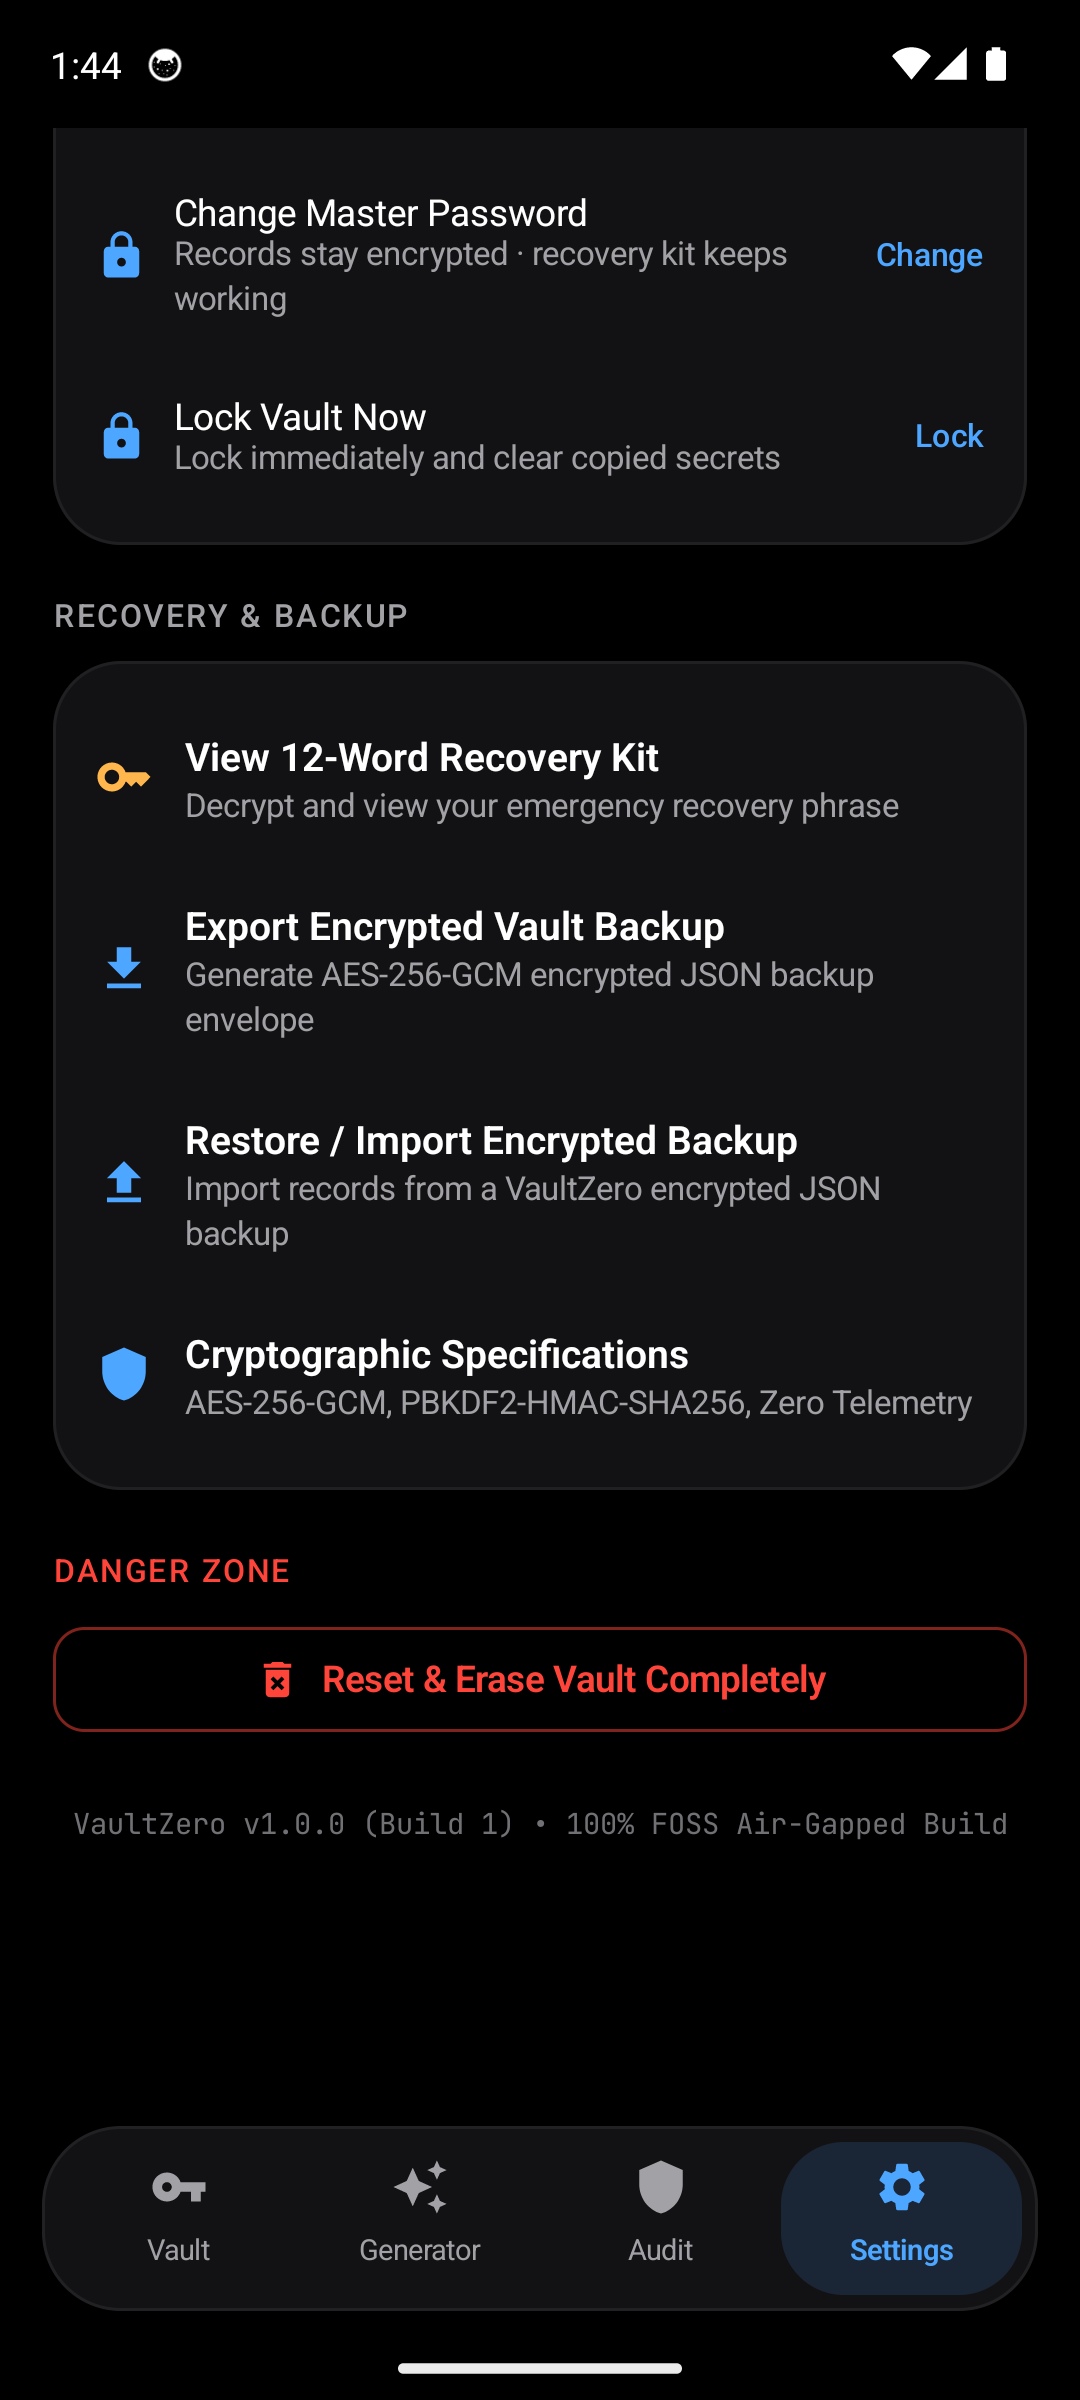 1:44
Change Master Password
Records stay encrypted · recovery kit keeps
working
Change
Lock Vault Now
Lock immediately and clear copied secrets
Lock
RECOVERY & BACKUP
View 12-Word Recovery Kit
Decrypt and view your emergency recovery phrase
Export Encrypted Vault Backup
Generate AES-256-GCM encrypted JSON backup
envelope
Restore / Import Encrypted Backup
Import records from a VaultZero encrypted JSON
backup
Cryptographic Specifications
AES-256-GCM, PBKDF2-HMAC-SHA256, Zero Telemetry
DANGER ZONE
Reset & Erase Vault Completely
VaultZero v1.0.0 (Build 1) • 100% FOSS Air-Gapped Build
Vault
Generator
Audit
Settings